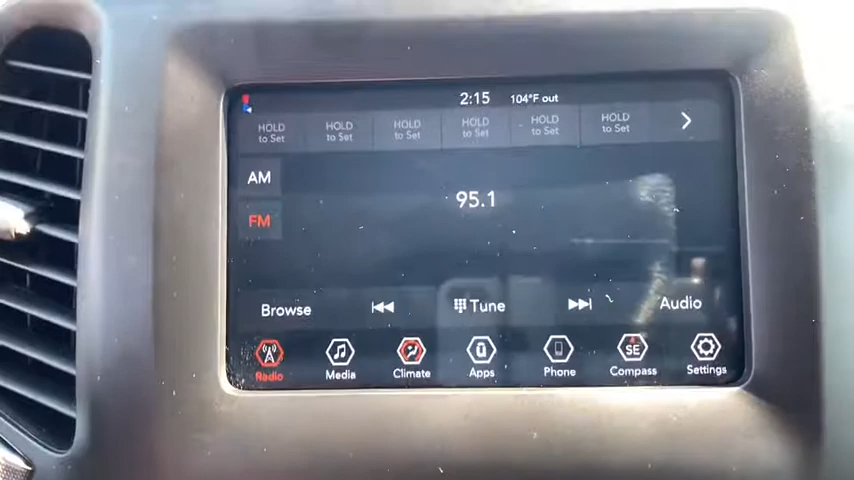 2:15 104°F out
HOLD HOLD HOLD HOLD HOLD HOLD
to Set to Set to Set to Set to Set to Set
AM
95.1
FM
Browse Tune Audio
SE
Radio Media Climate Apps Phone Compass Settings